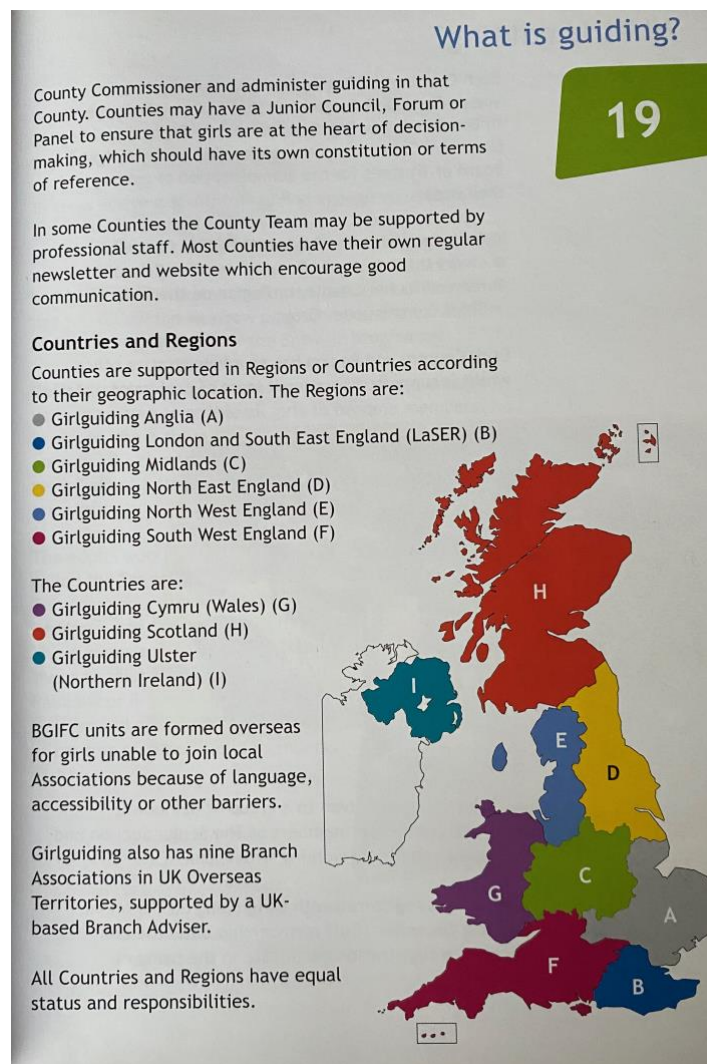 What is guiding?
19
County Commissioner and administer guiding in that
County. Counties may have a Junior Council, Forum or
Panel to ensure that girls are at the heart of decision-
making, which should have its own constitution or terms
of reference.
In some Counties the County Team may be supported by
professional staff. Most Counties have their own regular
newsletter and website which encourage good
communication.
Countries and Regions
Counties are supported in Regions or Countries according
to their geographic location. The Regions are:
Girlguiding Anglia (A)
Girlguiding London and South East England (LaSER) (B)
Girlguiding Midlands (C)
Girlguiding North East England (D)
Girlguiding North West England (E)
Girlguiding South West England (F)
The Countries are:
Girlguiding Cymru (Wales) (G)
Girlguiding Scotland (H)
Girlguiding Ulster
(Northern Ireland) (I)
BGIFC units are formed overseas
for girls unable to join local
Associations because of language,
accessibility or other barriers.
Girlguiding also has nine Branch
Associations in UK Overseas
Territories, supported by a UK-
based Branch Adviser.
All Countries and Regions have equal
status and responsibilities.
H
I
E
D
C
G
A
F
B